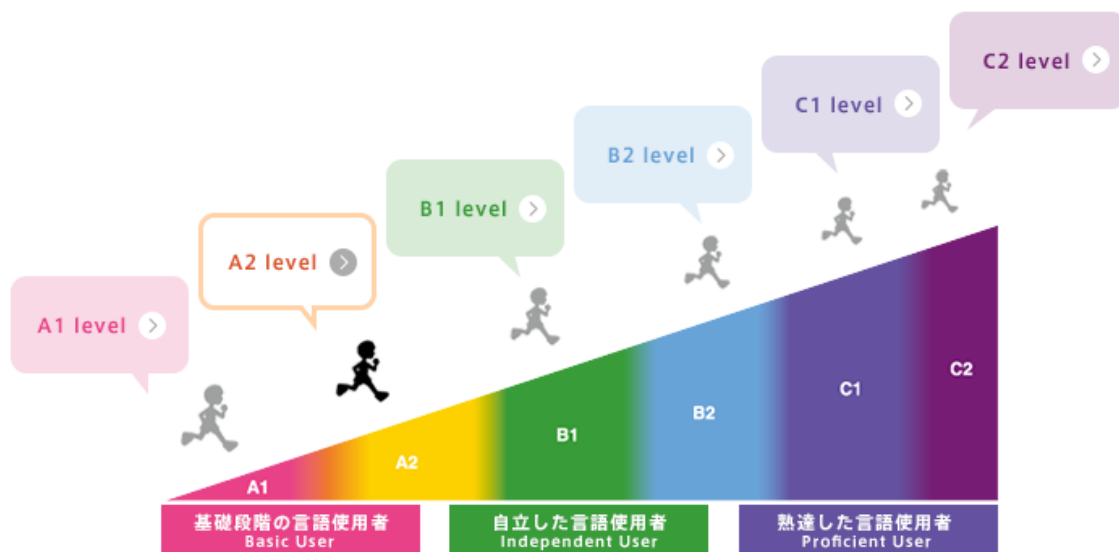 A1 level
A2 level
B1 level
B2 level
C1 level
C2 level
A1
A2
B1
B2
C1
C2
基礎段階の言語使用者
Basic User
自立した言語使用者
Independent User
熟達した言語使用者
Proficient User